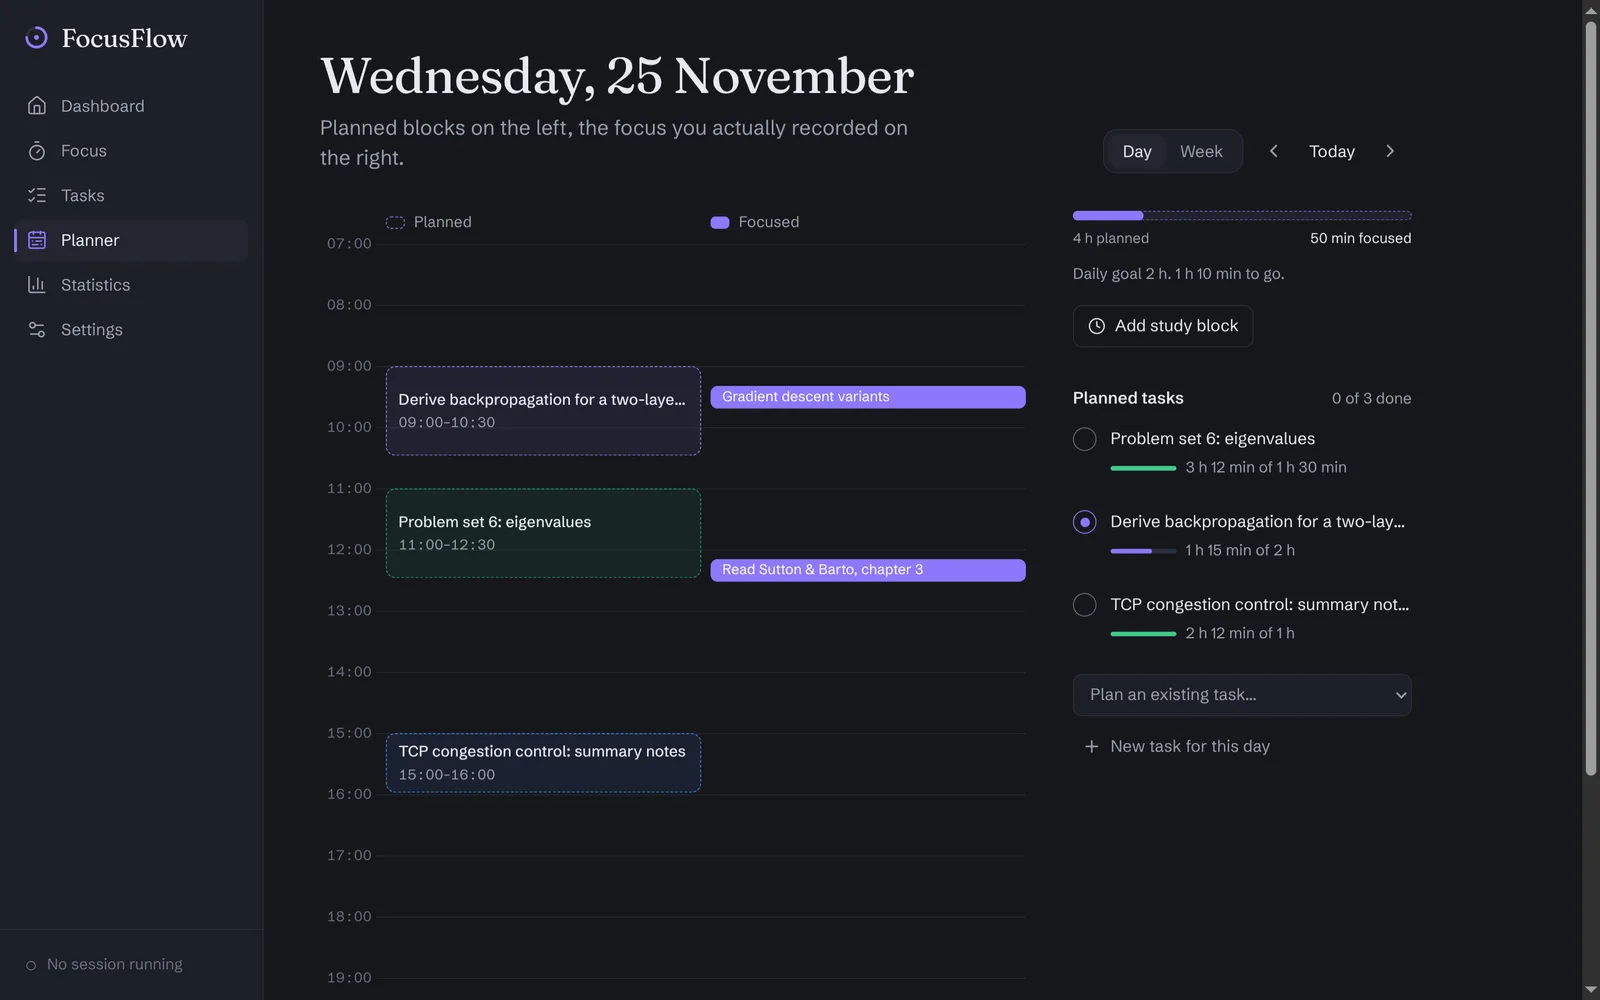 FocusFlow
Dashboard
Focus
Tasks
Planner
Statistics
Settings
No session running
Wednesday, 25 November
Planned blocks on the left, the focus you actually recorded on
the right.
Day
Week
Today
Planned
Focused
07:00
08:00
09:00
10:00
11:00
12:00
13:00
14:00
15:00
16:00
17:00
18:00
19:00
Derive backpropagation for a two-laye...
09:00–10:30
Gradient descent variants
Problem set 6: eigenvalues
11:00–12:30
Read Sutton & Barto, chapter 3
TCP congestion control: summary notes
15:00–16:00
4 h planned
50 min focused
Daily goal 2 h. 1 h 10 min to go.
Add study block
Planned tasks
0 of 3 done
Problem set 6: eigenvalues
3 h 12 min of 1 h 30 min
Derive backpropagation for a two-lay...
1 h 15 min of 2 h
TCP congestion control: summary not...
2 h 12 min of 1 h
Plan an existing task...
New task for this day